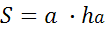 S = a · hₐ